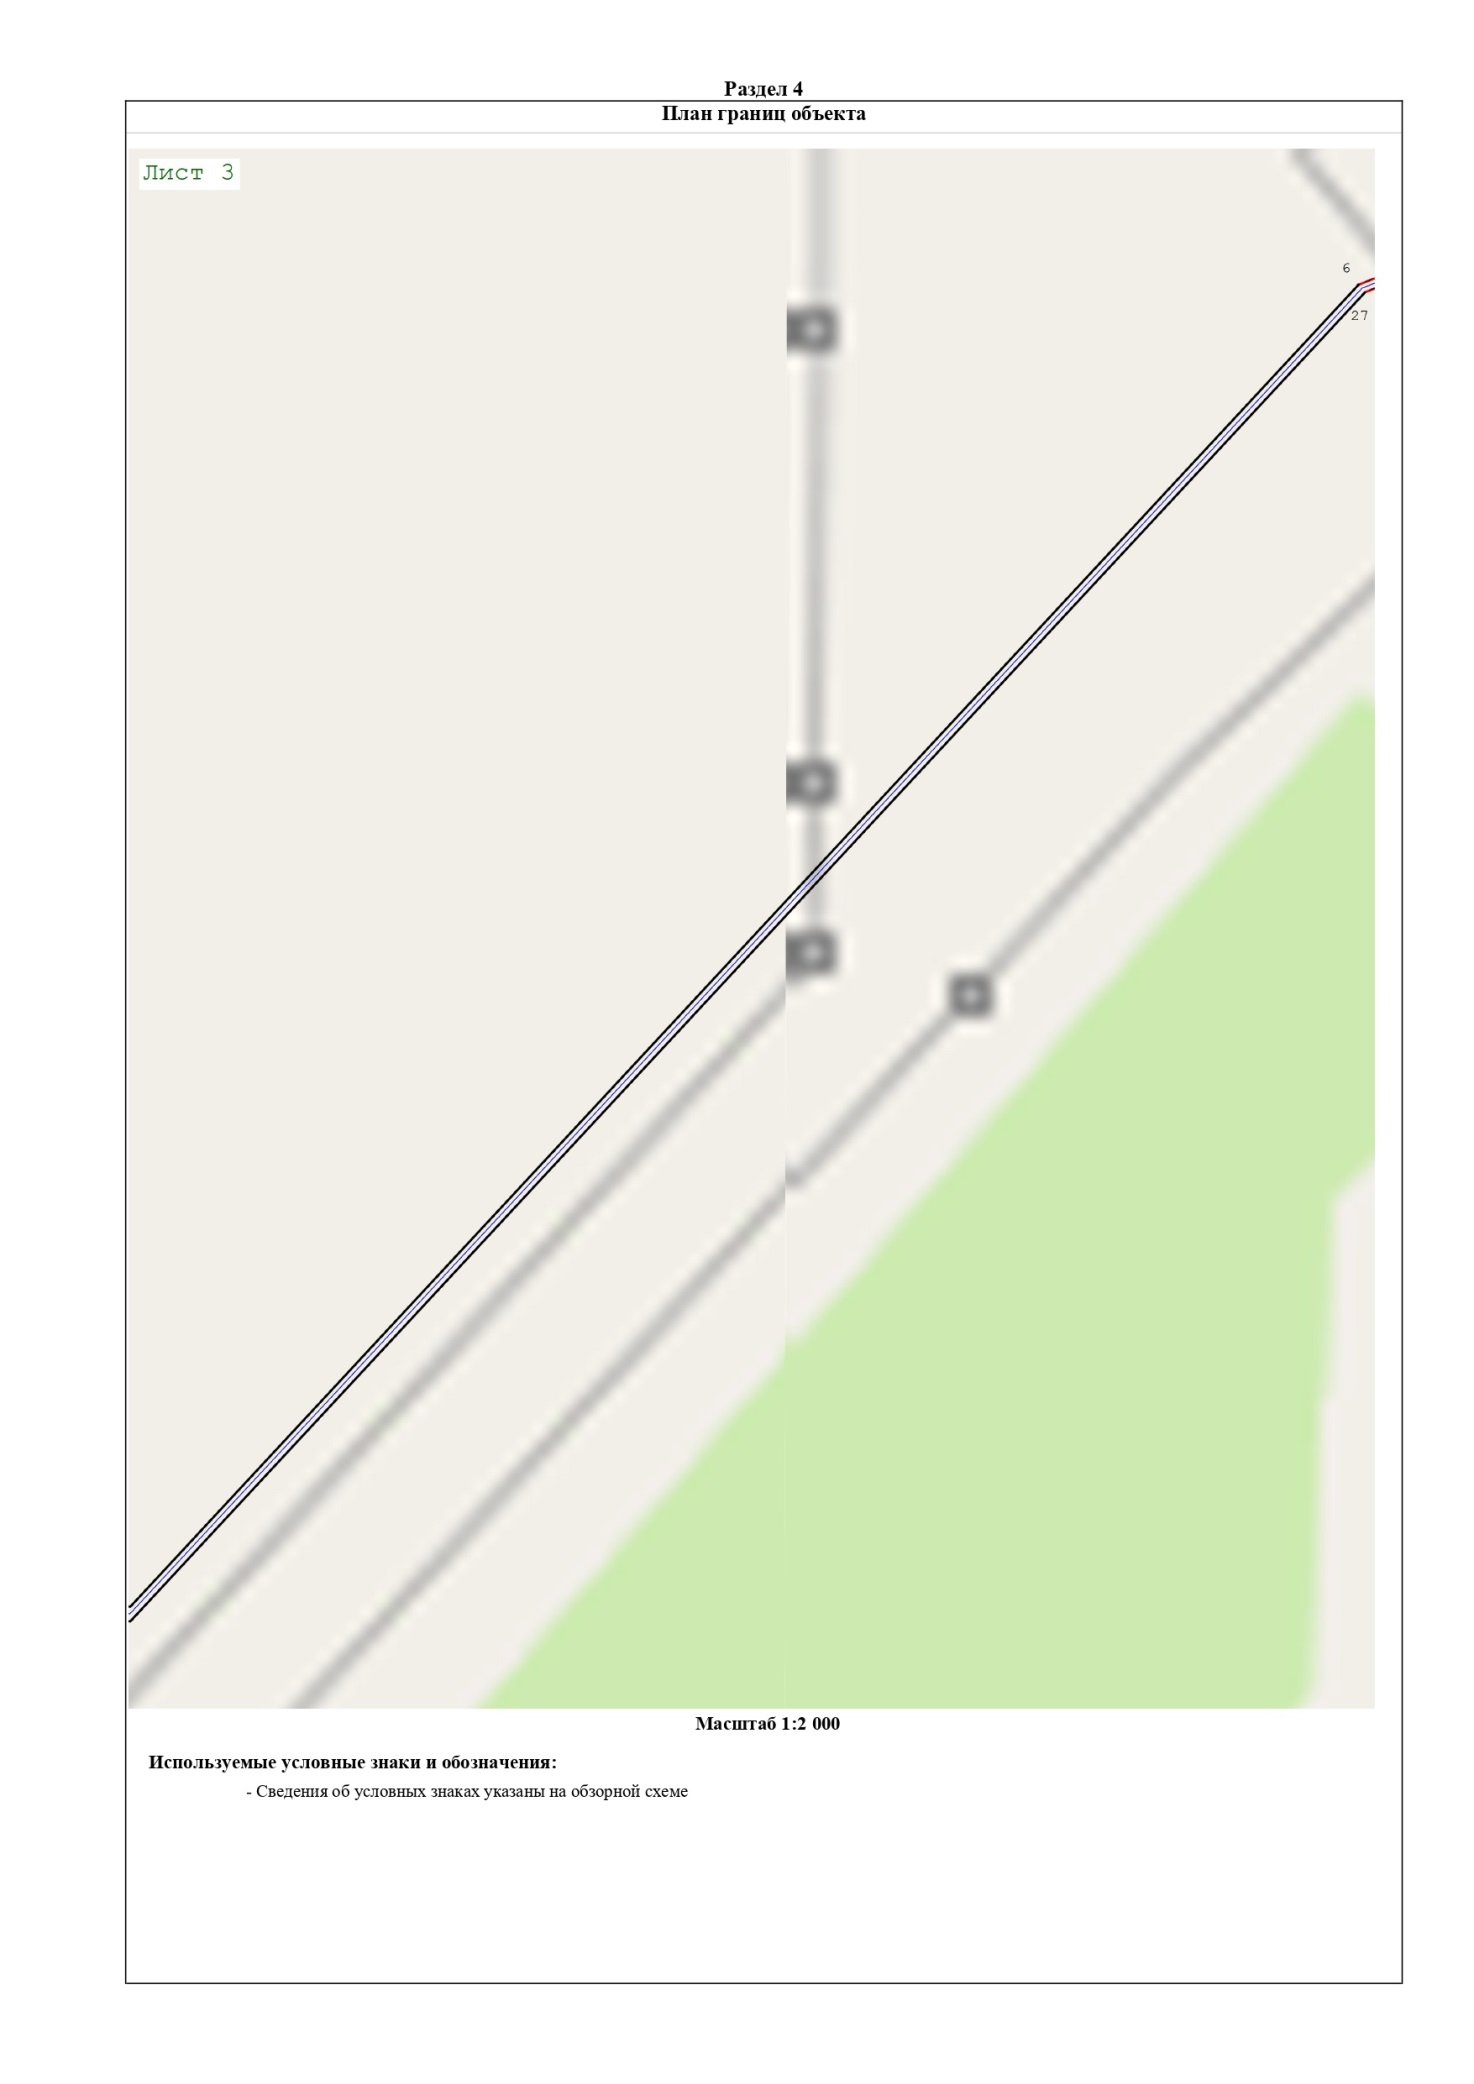 Раздел 4
План границ объекта
Лист 3
6
27
Масштаб 1:2 000
Используемые условные знаки и обозначения:
- Сведения об условных знаках указаны на обзорной схеме